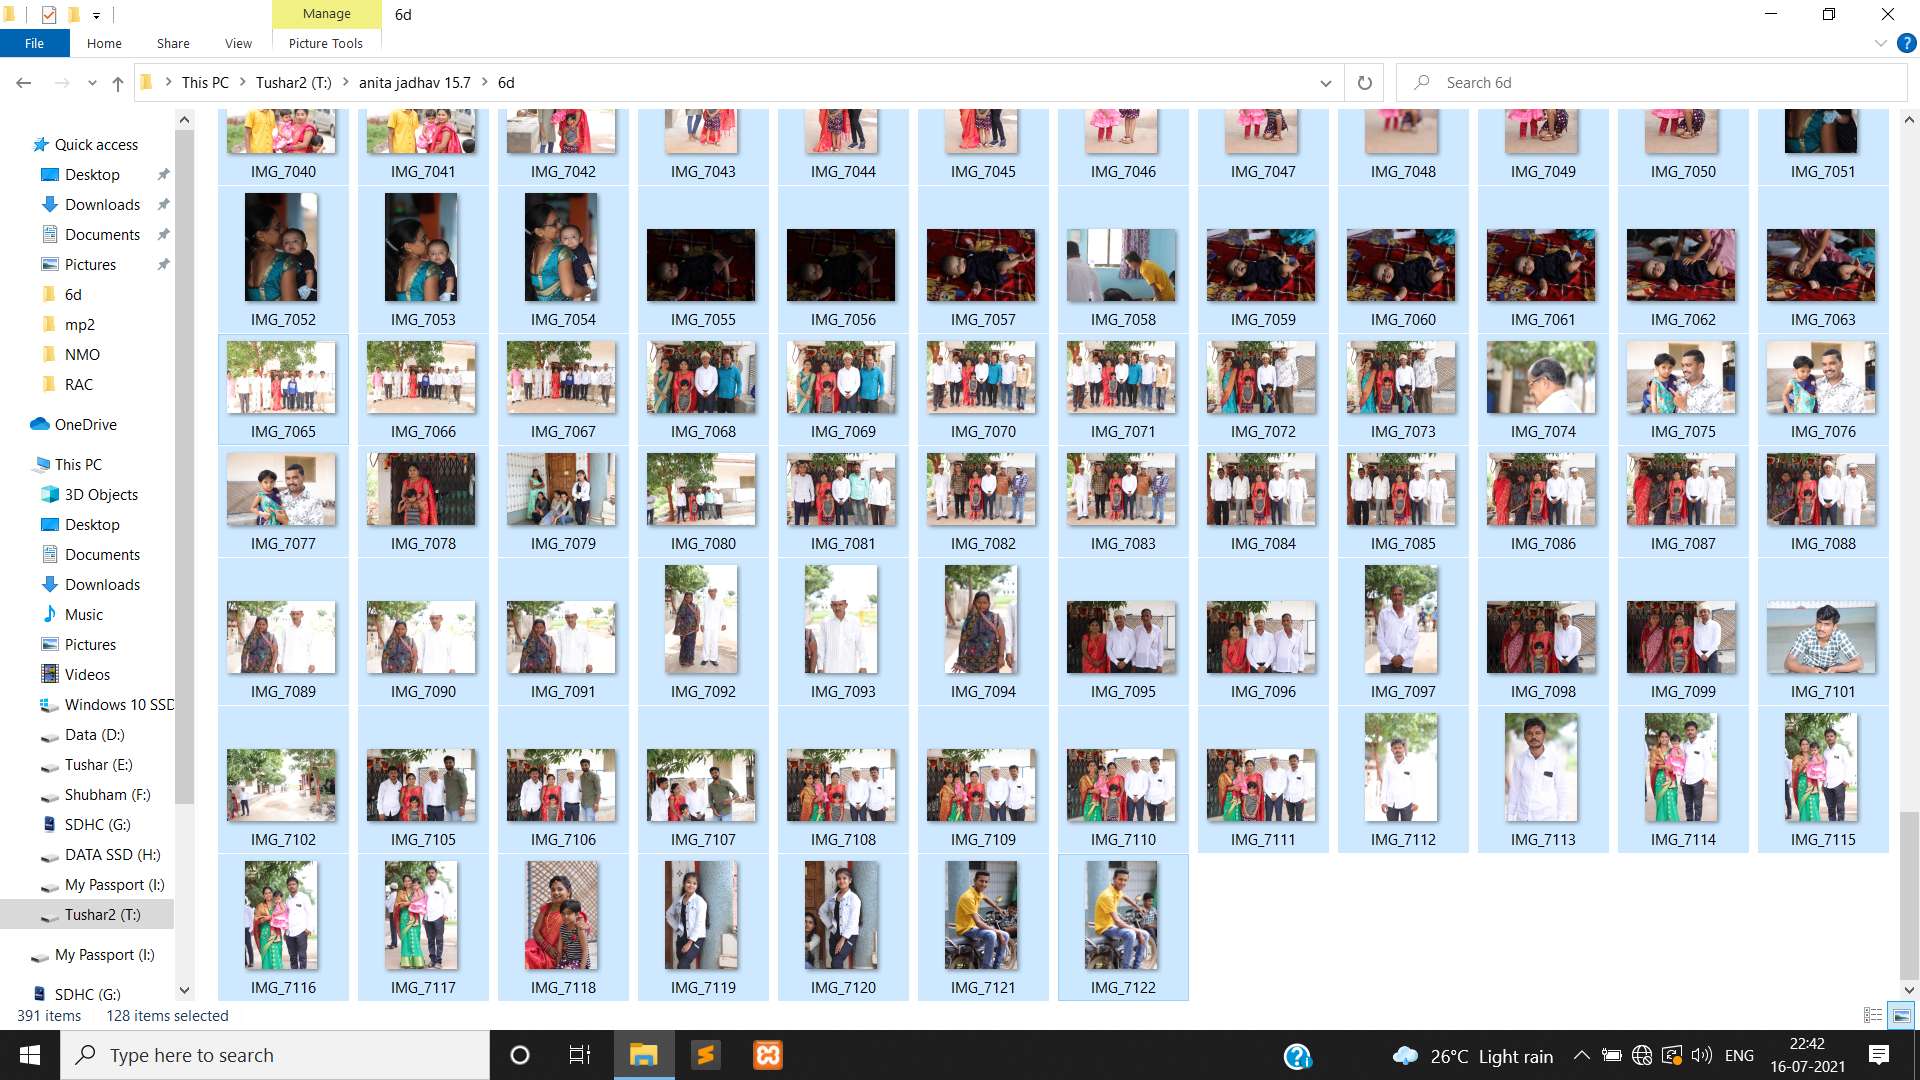 Manage
6d
File
Home
Share
View
Picture Tools
This PC
Tushar2 (T:)
anita jadhav 15.7
6d
Search 6d
Quick access
Desktop
Downloads
Documents
Pictures
6d
mp2
NMO
RAC
OneDrive
This PC
3D Objects
Desktop
Documents
Downloads
Music
Pictures
Videos
Windows 10 SSD
Data (D:)
Tushar (E:)
Shubham (F:)
SDHC (G:)
DATA SSD (H:)
My Passport (I:)
Tushar2 (T:)
My Passport (I:)
SDHC (G:)
IMG_7040 IMG_7041 IMG_7042 IMG_7043 IMG_7044 IMG_7045 IMG_7046 IMG_7047 IMG_7048 IMG_7049 IMG_7050 IMG_7051
IMG_7052 IMG_7053 IMG_7054 IMG_7055 IMG_7056 IMG_7057 IMG_7058 IMG_7059 IMG_7060 IMG_7061 IMG_7062 IMG_7063
IMG_7065 IMG_7066 IMG_7067 IMG_7068 IMG_7069 IMG_7070 IMG_7071 IMG_7072 IMG_7073 IMG_7074 IMG_7075 IMG_7076
IMG_7077 IMG_7078 IMG_7079 IMG_7080 IMG_7081 IMG_7082 IMG_7083 IMG_7084 IMG_7085 IMG_7086 IMG_7087 IMG_7088
IMG_7089 IMG_7090 IMG_7091 IMG_7092 IMG_7093 IMG_7094 IMG_7095 IMG_7096 IMG_7097 IMG_7098 IMG_7099 IMG_7101
IMG_7102 IMG_7105 IMG_7106 IMG_7107 IMG_7108 IMG_7109 IMG_7110 IMG_7111 IMG_7112 IMG_7113 IMG_7114 IMG_7115
IMG_7116 IMG_7117 IMG_7118 IMG_7119 IMG_7120 IMG_7121 IMG_7122
391 items 128 items selected
Type here to search
26°C Light rain
ENG
22:42
16-07-2021